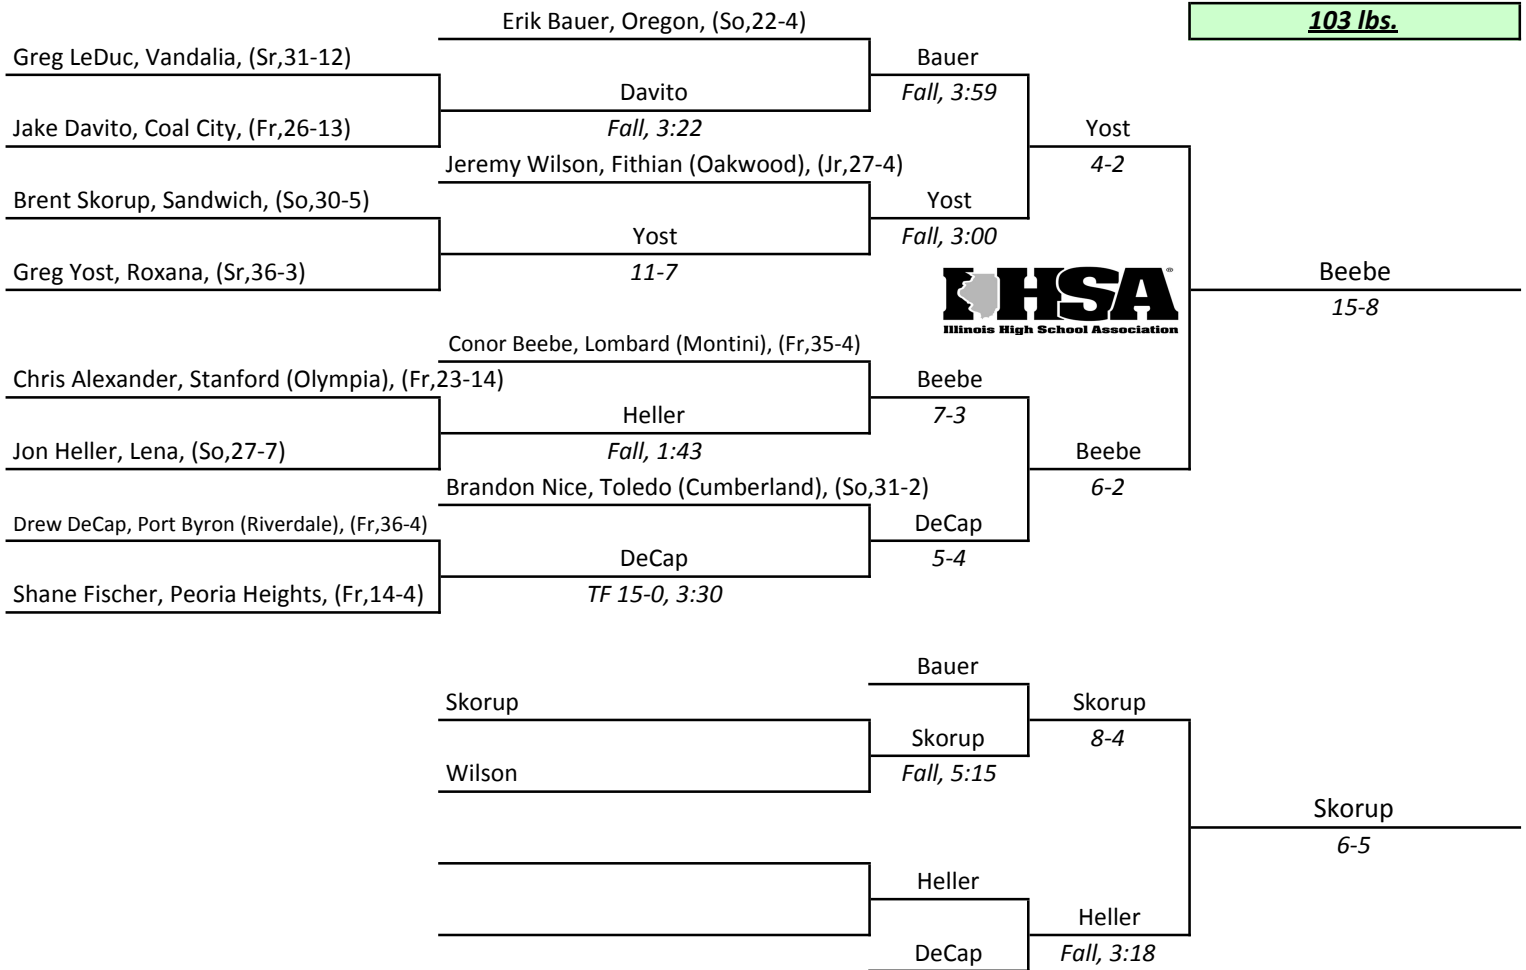 Erik Bauer, Oregon, (So,22-4)
103 lbs.
Greg LeDuc, Vandalia, (Sr,31-12)
Bauer
Davito
Fall, 3:59
Jake Davito, Coal City, (Fr,26-13)
Fall, 3:22
Yost
Jeremy Wilson, Fithian (Oakwood), (Jr,27-4)
4-2
Brent Skorup, Sandwich, (So,30-5)
Yost
Yost
Fall, 3:00
Greg Yost, Roxana, (Sr,36-3)
11-7
IHSA®
Illinois High School Association
Beebe
15-8
Conor Beebe, Lombard (Montini), (Fr,35-4)
Chris Alexander, Stanford (Olympia), (Fr,23-14)
Beebe
Heller
7-3
Jon Heller, Lena, (So,27-7)
Fall, 1:43
Beebe
Brandon Nice, Toledo (Cumberland), (So,31-2)
6-2
Drew DeCap, Port Byron (Riverdale), (Fr,36-4)
DeCap
DeCap
5-4
Shane Fischer, Peoria Heights, (Fr,14-4)
TF 15-0, 3:30
Bauer
Skorup
Skorup
Skorup
8-4
Wilson
Fall, 5:15
Skorup
6-5
Heller
Heller
DeCap
Fall, 3:18